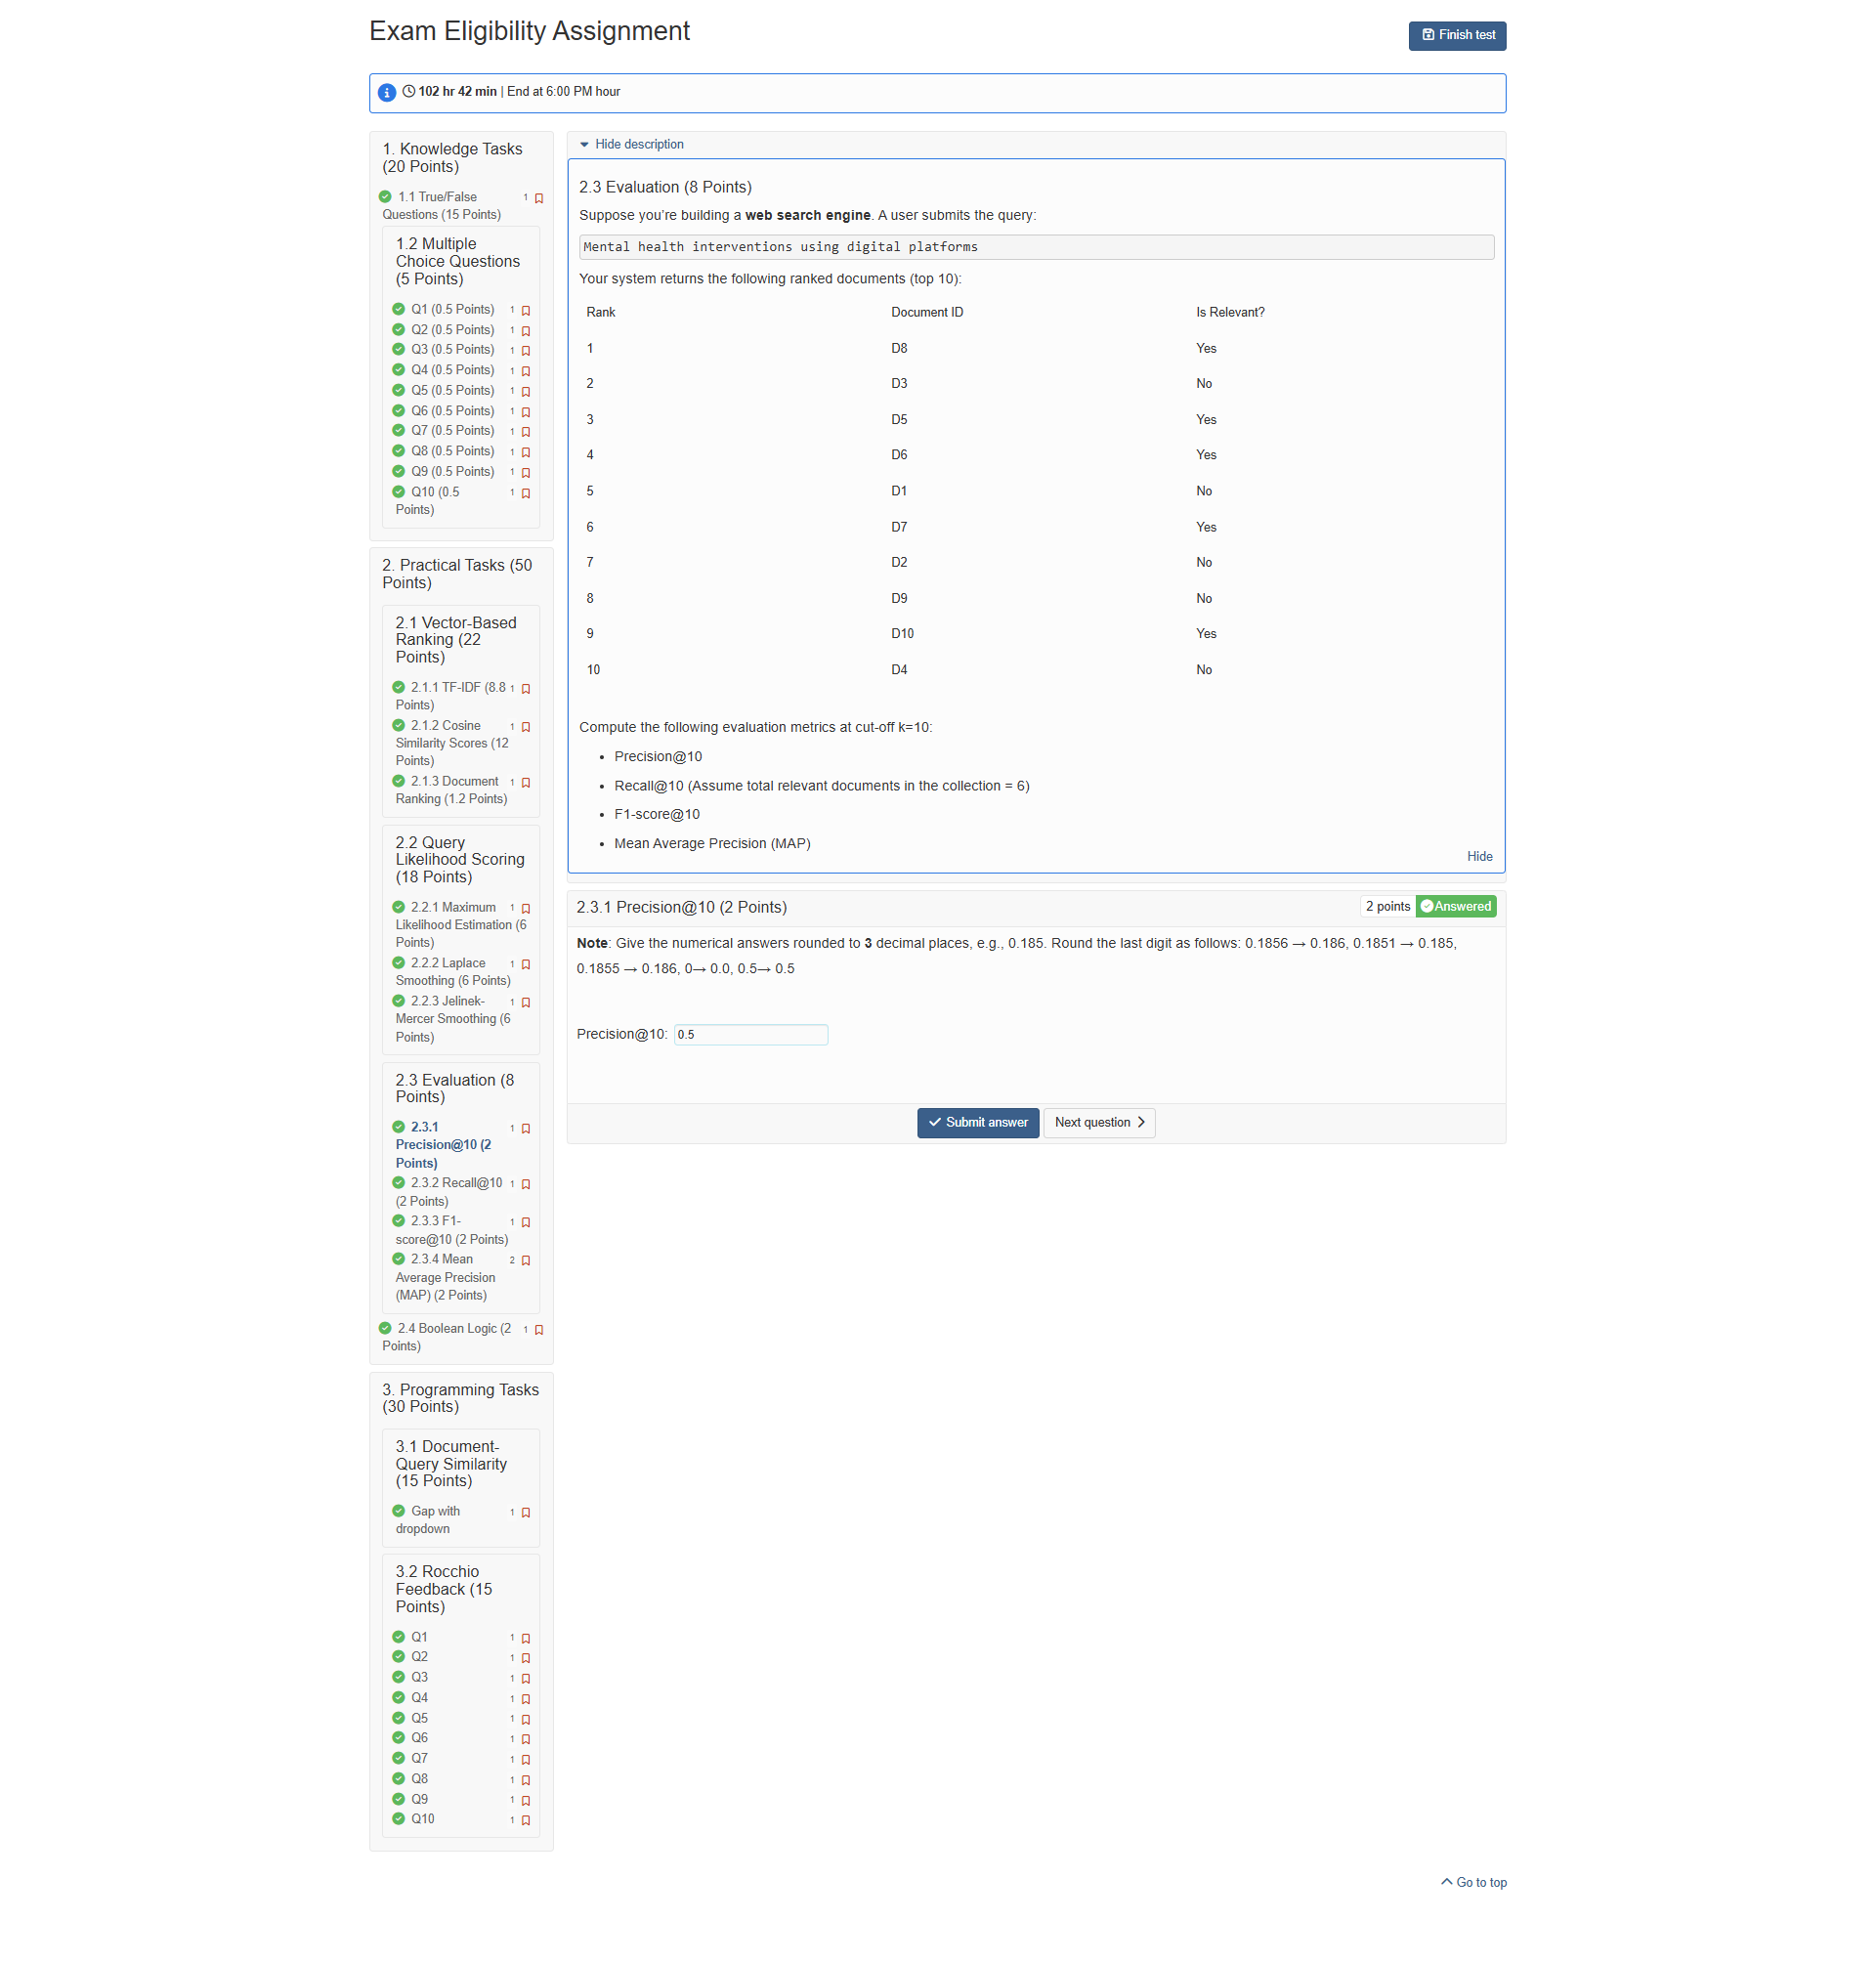 Exam Eligibility Assignment
Finish test
102 hr 42 min | End at 6:00 PM hour
1. Knowledge Tasks
(20 Points)
1.1 True/False 1
Questions (15 Points)
1.2 Multiple
Choice Questions
(5 Points)
Q1 (0.5 Points) 1
Q2 (0.5 Points) 1
Q3 (0.5 Points) 1
Q4 (0.5 Points) 1
Q5 (0.5 Points) 1
Q6 (0.5 Points) 1
Q7 (0.5 Points) 1
Q8 (0.5 Points) 1
Q9 (0.5 Points) 1
Q10 (0.5 1
Points)
2. Practical Tasks (50
Points)
2.1 Vector-Based
Ranking (22
Points)
2.1.1 TF-IDF (8.8 1
Points)
2.1.2 Cosine 1
Similarity Scores (12
Points)
2.1.3 Document 1
Ranking (1.2 Points)
2.2 Query
Likelihood Scoring
(18 Points)
2.2.1 Maximum 1
Likelihood Estimation (6
Points)
2.2.2 Laplace 1
Smoothing (6 Points)
2.2.3 Jelinek- 1
Mercer Smoothing (6
Points)
2.3 Evaluation (8
Points)
2.3.1 1
Precision@10 (2
Points)
2.3.2 Recall@10 1
(2 Points)
2.3.3 F1- 1
score@10 (2 Points)
2.3.4 Mean 2
Average Precision
(MAP) (2 Points)
2.4 Boolean Logic (2 1
Points)
3. Programming Tasks
(30 Points)
3.1 Document-
Query Similarity
(15 Points)
Gap with 1
dropdown
3.2 Rocchio
Feedback (15
Points)
Q1 1
Q2 1
Q3 1
Q4 1
Q5 1
Q6 1
Q7 1
Q8 1
Q9 1
Q10 1
Hide description
2.3 Evaluation (8 Points)
Suppose you're building a web search engine. A user submits the query:
Mental health interventions using digital platforms
Your system returns the following ranked documents (top 10):
Rank Document ID Is Relevant?
1 D8 Yes
2 D3 No
3 D5 Yes
4 D6 Yes
5 D1 No
6 D7 Yes
7 D2 No
8 D9 No
9 D10 Yes
10 D4 No
Compute the following evaluation metrics at cut-off k=10:
• Precision@10
• Recall@10 (Assume total relevant documents in the collection = 6)
• F1-score@10
• Mean Average Precision (MAP)
Hide
2.3.1 Precision@10 (2 Points) 2 points Answered
Note: Give the numerical answers rounded to 3 decimal places, e.g., 0.185. Round the last digit as follows: 0.1856 → 0.186, 0.1851 → 0.185,
0.1855 → 0.186, 0→ 0.0, 0.5→ 0.5
Precision@10: 0.5
Submit answer Next question
Go to top